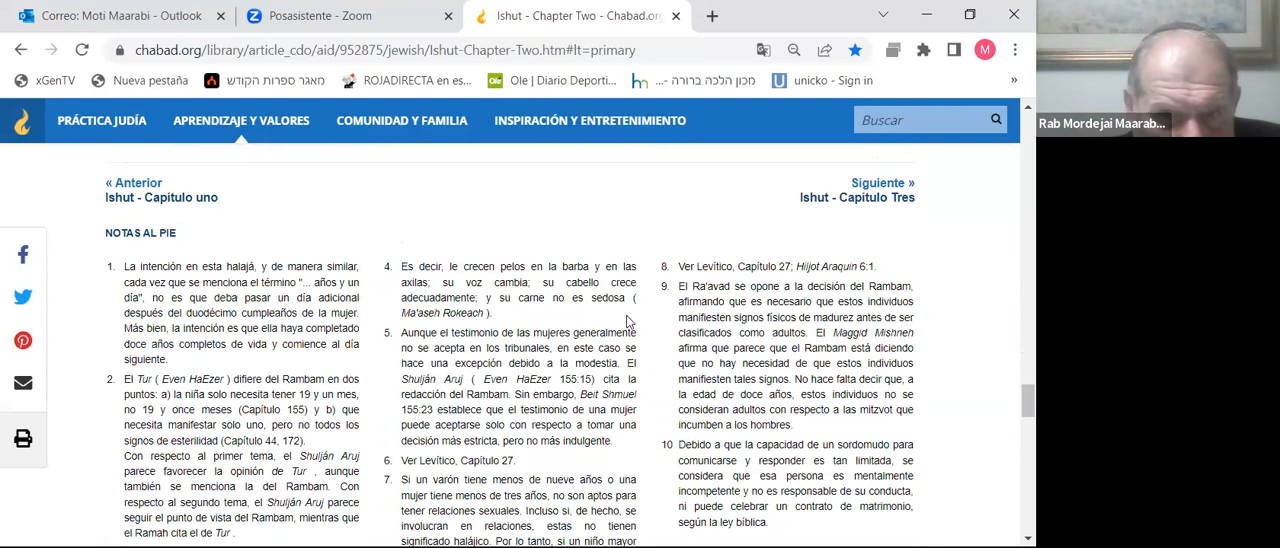 Correo: Moti Maarabi - Outlook
Posasistente - Zoom
Ishut - Chapter Two - Chabad.org
chabad.org/library/article_cdo/aid/952875/jewish/Ishut-Chapter-Two.htm#lt=primary
M
xGenTV
Nueva pestaña
מאגר ספרות הקודש
ROJADIRECTA en es...
Ole | Diario Deporti...
מכון הלכה ברורה -...
unicko - Sign in
»
PRÁCTICA JUDÍA
APRENDIZAJE Y VALORES
COMUNIDAD Y FAMILIA
INSPIRACIÓN Y ENTRETENIMIENTO
Buscar
Rab Mordejai Maarab...
« Anterior
Ishut - Capítulo uno
Siguiente »
Ishut - Capítulo Tres
NOTAS AL PIE
1. La intención en esta halajá, y de manera similar,
cada vez que se menciona el término "... años y un
día", no es que deba pasar un día adicional
después del duodécimo cumpleaños de la mujer.
Más bien, la intención es que ella haya completado
doce años completos de vida y comience al día
siguiente.
2. El Tur ( Even HaEzer ) difiere del Rambam en dos
puntos: a) la niña solo necesita tener 19 y un mes,
no 19 y once meses (Capítulo 155) y b) que
necesita manifestar solo uno, pero no todos los
signos de esterilidad (Capítulo 44, 172).
Con respecto al primer tema, el Shulján Aruj
parece favorecer la opinión de Tur , aunque
también se menciona la del Rambam. Con
respecto al segundo tema, el Shulján Aruj parece
seguir el punto de vista del Rambam, mientras que
el Ramah cita el de Tur .
4. Es decir, le crecen pelos en la barba y en las
axilas; su voz cambia; su cabello crece
adecuadamente; y su carne no es sedosa (
Ma'aseh Rokeach ).
5. Aunque el testimonio de las mujeres generalmente
no se acepta en los tribunales, en este caso se
hace una excepción debido a la modestia. El
Shulján Aruj ( Even HaEzer 155:15) cita la
redacción del Rambam. Sin embargo, Beit Shmuel
155:23 establece que el testimonio de una mujer
puede aceptarse solo con respecto a tomar una
decisión más estricta, pero no más indulgente.
6. Ver Levítico, Capítulo 27.
7. Si un varón tiene menos de nueve años o una
mujer tiene menos de tres años, no son aptos para
tener relaciones sexuales. Incluso si, de hecho, se
involucran en relaciones, estas no tienen
significado halájico. Por lo tanto, si un niño mayor
8. Ver Levítico, Capítulo 27; Hiljot Araquin 6:1.
9. El Ra'avad se opone a la decisión del Rambam,
afirmando que es necesario que estos individuos
manifiesten signos físicos de madurez antes de ser
clasificados como adultos. El Maggid Mishneh
afirma que parece que el Rambam está diciendo
que no hay necesidad de que estos individuos
manifiesten tales signos. No hace falta decir que, a
la edad de doce años, estos individuos no se
consideran adultos con respecto a las mitzvot que
incumben a los hombres.
10 Debido a que la capacidad de un sordomudo para
comunicarse y responder es tan limitada, se
considera que esa persona es mentalmente
incompetente y no es responsable de su conducta,
ni puede celebrar un contrato de matrimonio,
según la ley bíblica.